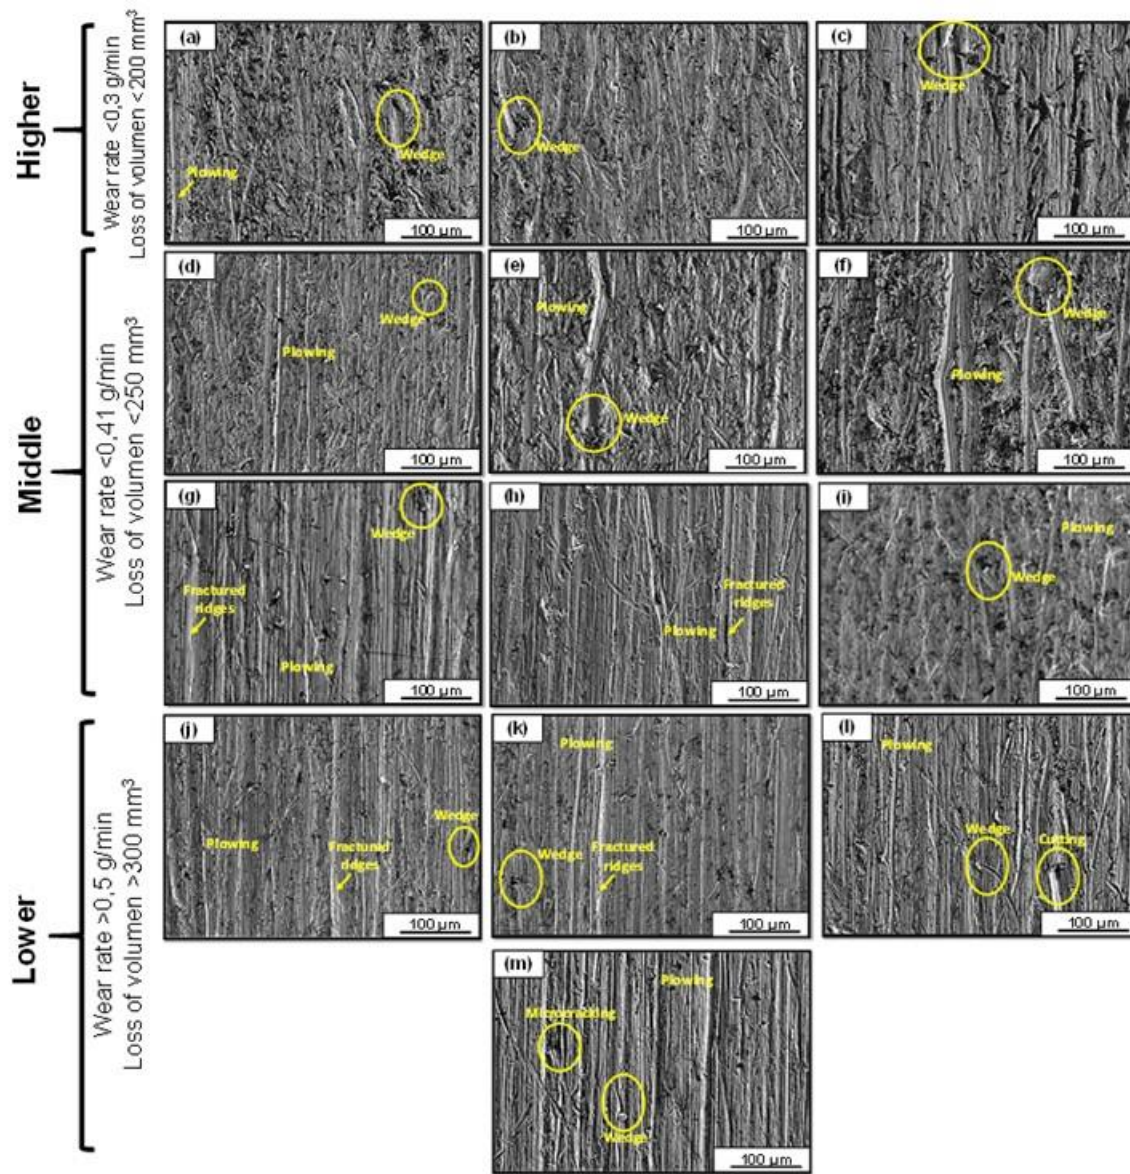 Higher
Wear rate <0,3 g/min
Loss of volumen <200 mm³
(a)
Plowing
Wedge
100 µm
(b)
Wedge
100 µm
(c)
Wedge
100 µm
Middle
Wear rate <0,41 g/min
Loss of volumen <250 mm³
(d)
Wedge
Plowing
100 µm
(e)
Plowing
Wedge
100 µm
(f)
Wedge
Plowing
100 µm
(g)
Wedge
Fractured
ridges
Plowing
100 µm
(h)
Fractured
ridges
Plowing
100 µm
(i)
Plowing
Wedge
100 µm
Lower
Wear rate >0,5 g/min
Loss of volumen >300 mm³
(j)
Wedge
Plowing
Fractured
ridges
100 µm
(k)
Plowing
Wedge
Fractured
ridges
100 µm
(l)
Plowing
Wedge
Cutting
100 µm
(m)
Plowing
Microcracking
Wedge
100 µm